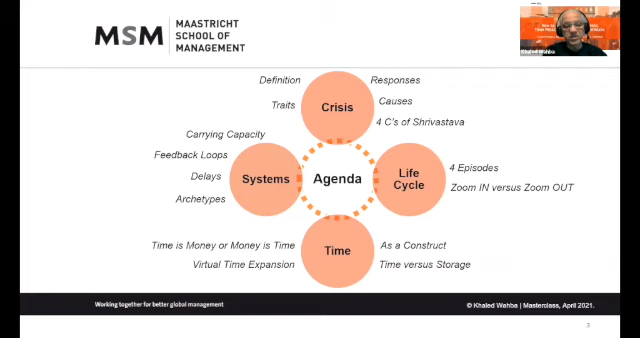 MSM
MAASTRICHT
SCHOOL OF
MANAGEMENT
Khaled Wahba
Definition
Traits
Crisis
Responses
Causes
4 C's of Shrivastava
Carrying Capacity
Feedback Loops
Delays
Archetypes
Systems
Agenda
Life
Cycle
4 Episodes
Zoom IN versus Zoom OUT
Time is Money or Money is Time
Virtual Time Expansion
Time
As a Construct
Time versus Storage
Working together for better global management
© Khaled Wahba | Masterclass, April 2021.
3